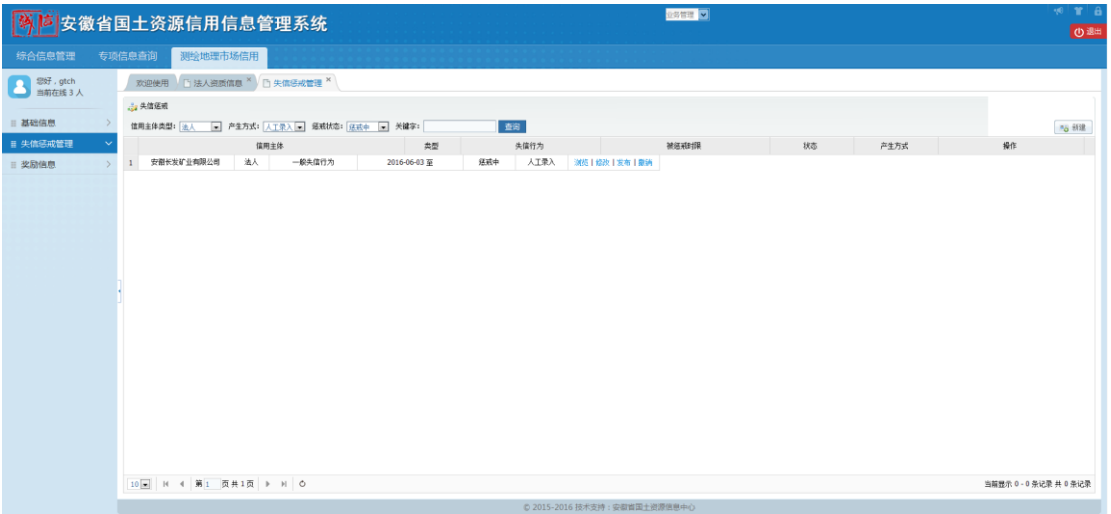 诚信 安徽省国土资源信用信息管理系统
业务管理
退出
综合信息管理 专项信息查询 测绘地理市场信用
您好，gtch
当前在线 3 人
欢迎使用 法人资质信息 × 失信惩戒管理 ×
失信惩戒
基础信息
失信惩戒管理
奖励信息
信用主体类型: 法人 产生方式: 人工录入 惩戒状态: 惩戒中 关键字: 查询 新建
信用主体 类型 失信行为 被惩戒时限 状态 产生方式 操作
1 安徽长发矿业有限公司 法人 一般失信行为 2016-06-03 至 惩戒中 人工录入 浏览 | 修改 | 发布 | 撤销
10 第 1 页 共 1 页 当前显示 0 - 0 条记录 共 0 条记录
© 2015-2016 技术支持：安徽省国土资源信息中心